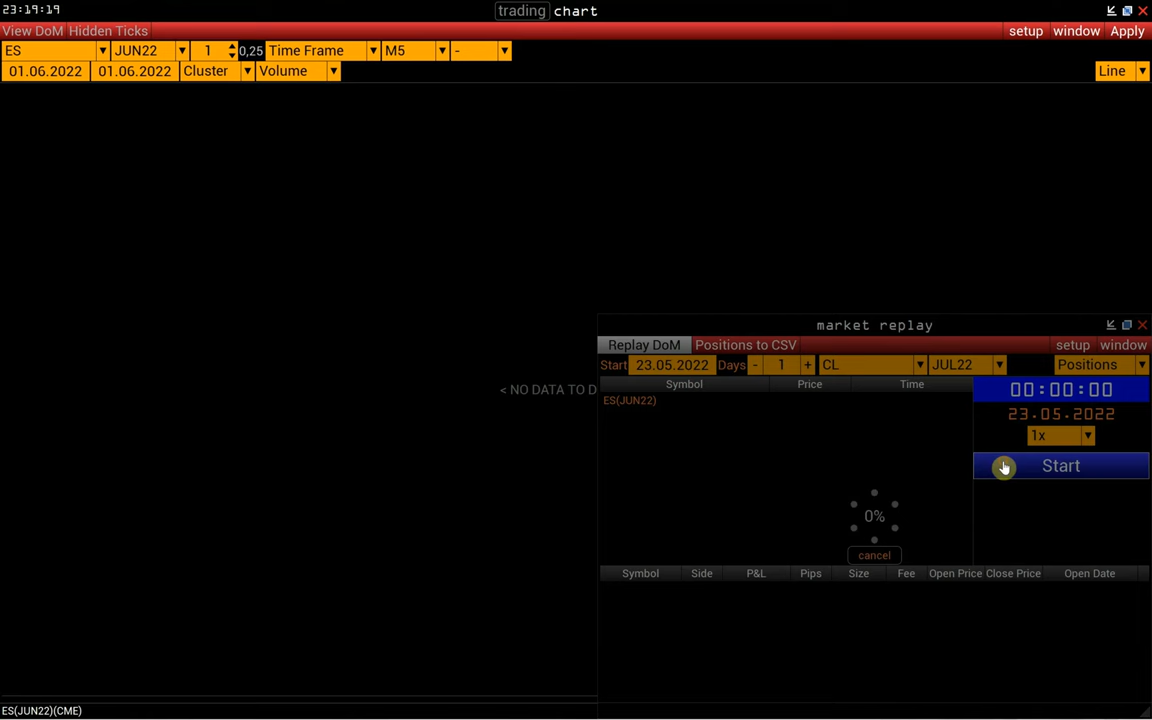 23:19:19 trading chart
View DoM Hidden Ticks setup window Apply
ES JUN22 1 0,25 Time Frame M5 -
01.06.2022 01.06.2022 Cluster Volume Line
market replay
Replay DoM Positions to CSV setup window
Start 23.05.2022 Days - 1 + CL JUL22 Positions
Symbol Price Time 00:00:00
< NO DATA TO D
ES(JUN22)
23.05.2022
1x
Start
0%
cancel
Symbol Side P&L Pips Size Fee Open Price Close Price Open Date
ES(JUN22)(CME)